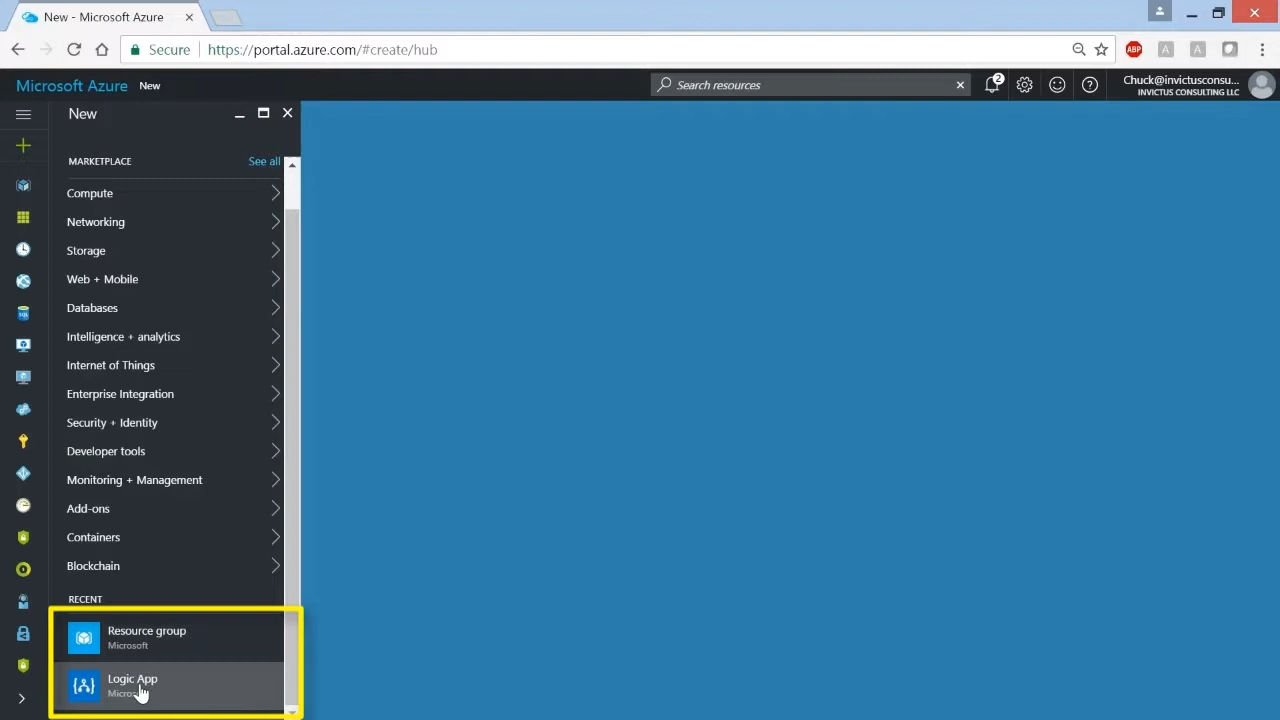 New - Microsoft Azure
Secure https://portal.azure.com/#create/hub
ABP
Microsoft Azure New
Search resources
2
Chuck@invictusconsu...
INVICTUS CONSULTING LLC
New
MARKETPLACE See all
Compute
Networking
Storage
Web + Mobile
Databases
Intelligence + analytics
Internet of Things
Enterprise Integration
Security + Identity
Developer tools
Monitoring + Management
Add-ons
Containers
Blockchain
RECENT
Resource group
Microsoft
Logic App